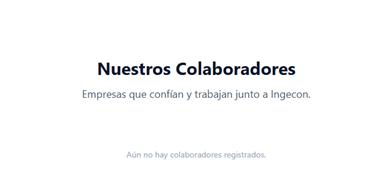 Nuestros Colaboradores
Empresas que confían y trabajan junto a Ingecon.
Aún no hay colaboradores registrados.